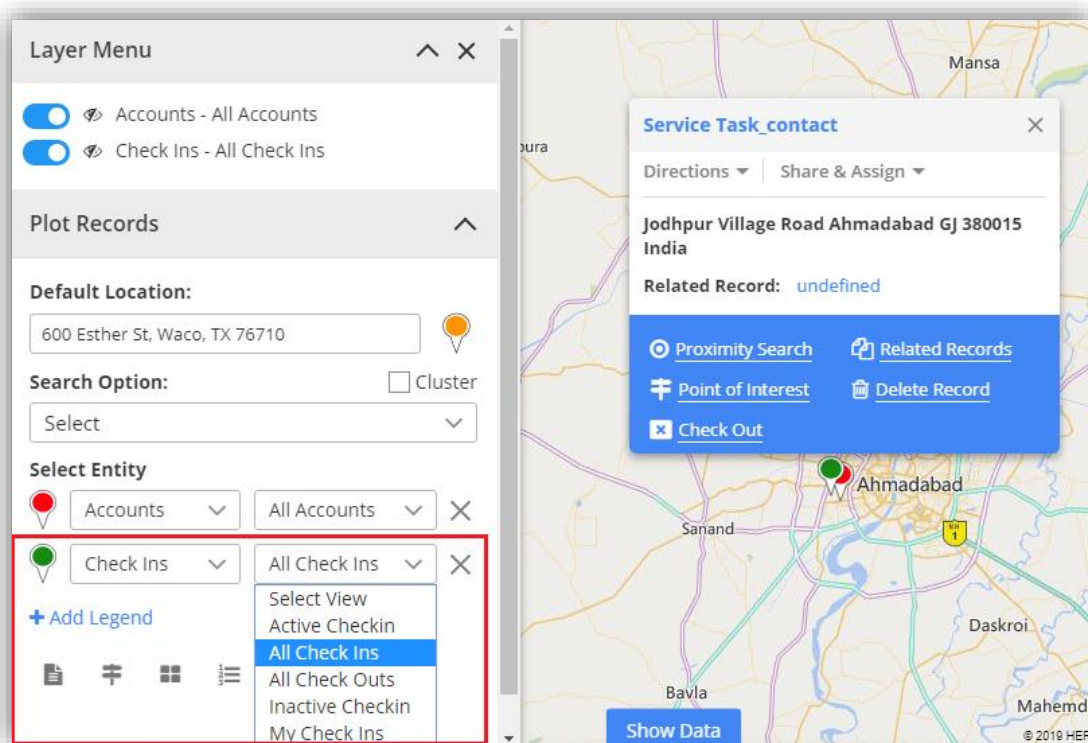 Layer Menu
Accounts - All Accounts
Check Ins - All Check Ins
Plot Records
Default Location:
600 Esther St, Waco, TX 76710
Search Option:
Cluster
Select
Select Entity
Accounts
All Accounts
Check Ins
All Check Ins
Select View
Active Checkin
All Check Ins
All Check Outs
Inactive Checkin
My Check Ins
+ Add Legend
Mansa
Service Task_contact
Directions
Share & Assign
Jodhpur Village Road Ahmadabad GJ 380015
India
Related Record: undefined
Proximity Search
Related Records
Point of Interest
Delete Record
Check Out
Ahmadabad
Sanand
NH
1
Daskroi
Bavla
Show Data
© 2019 HER